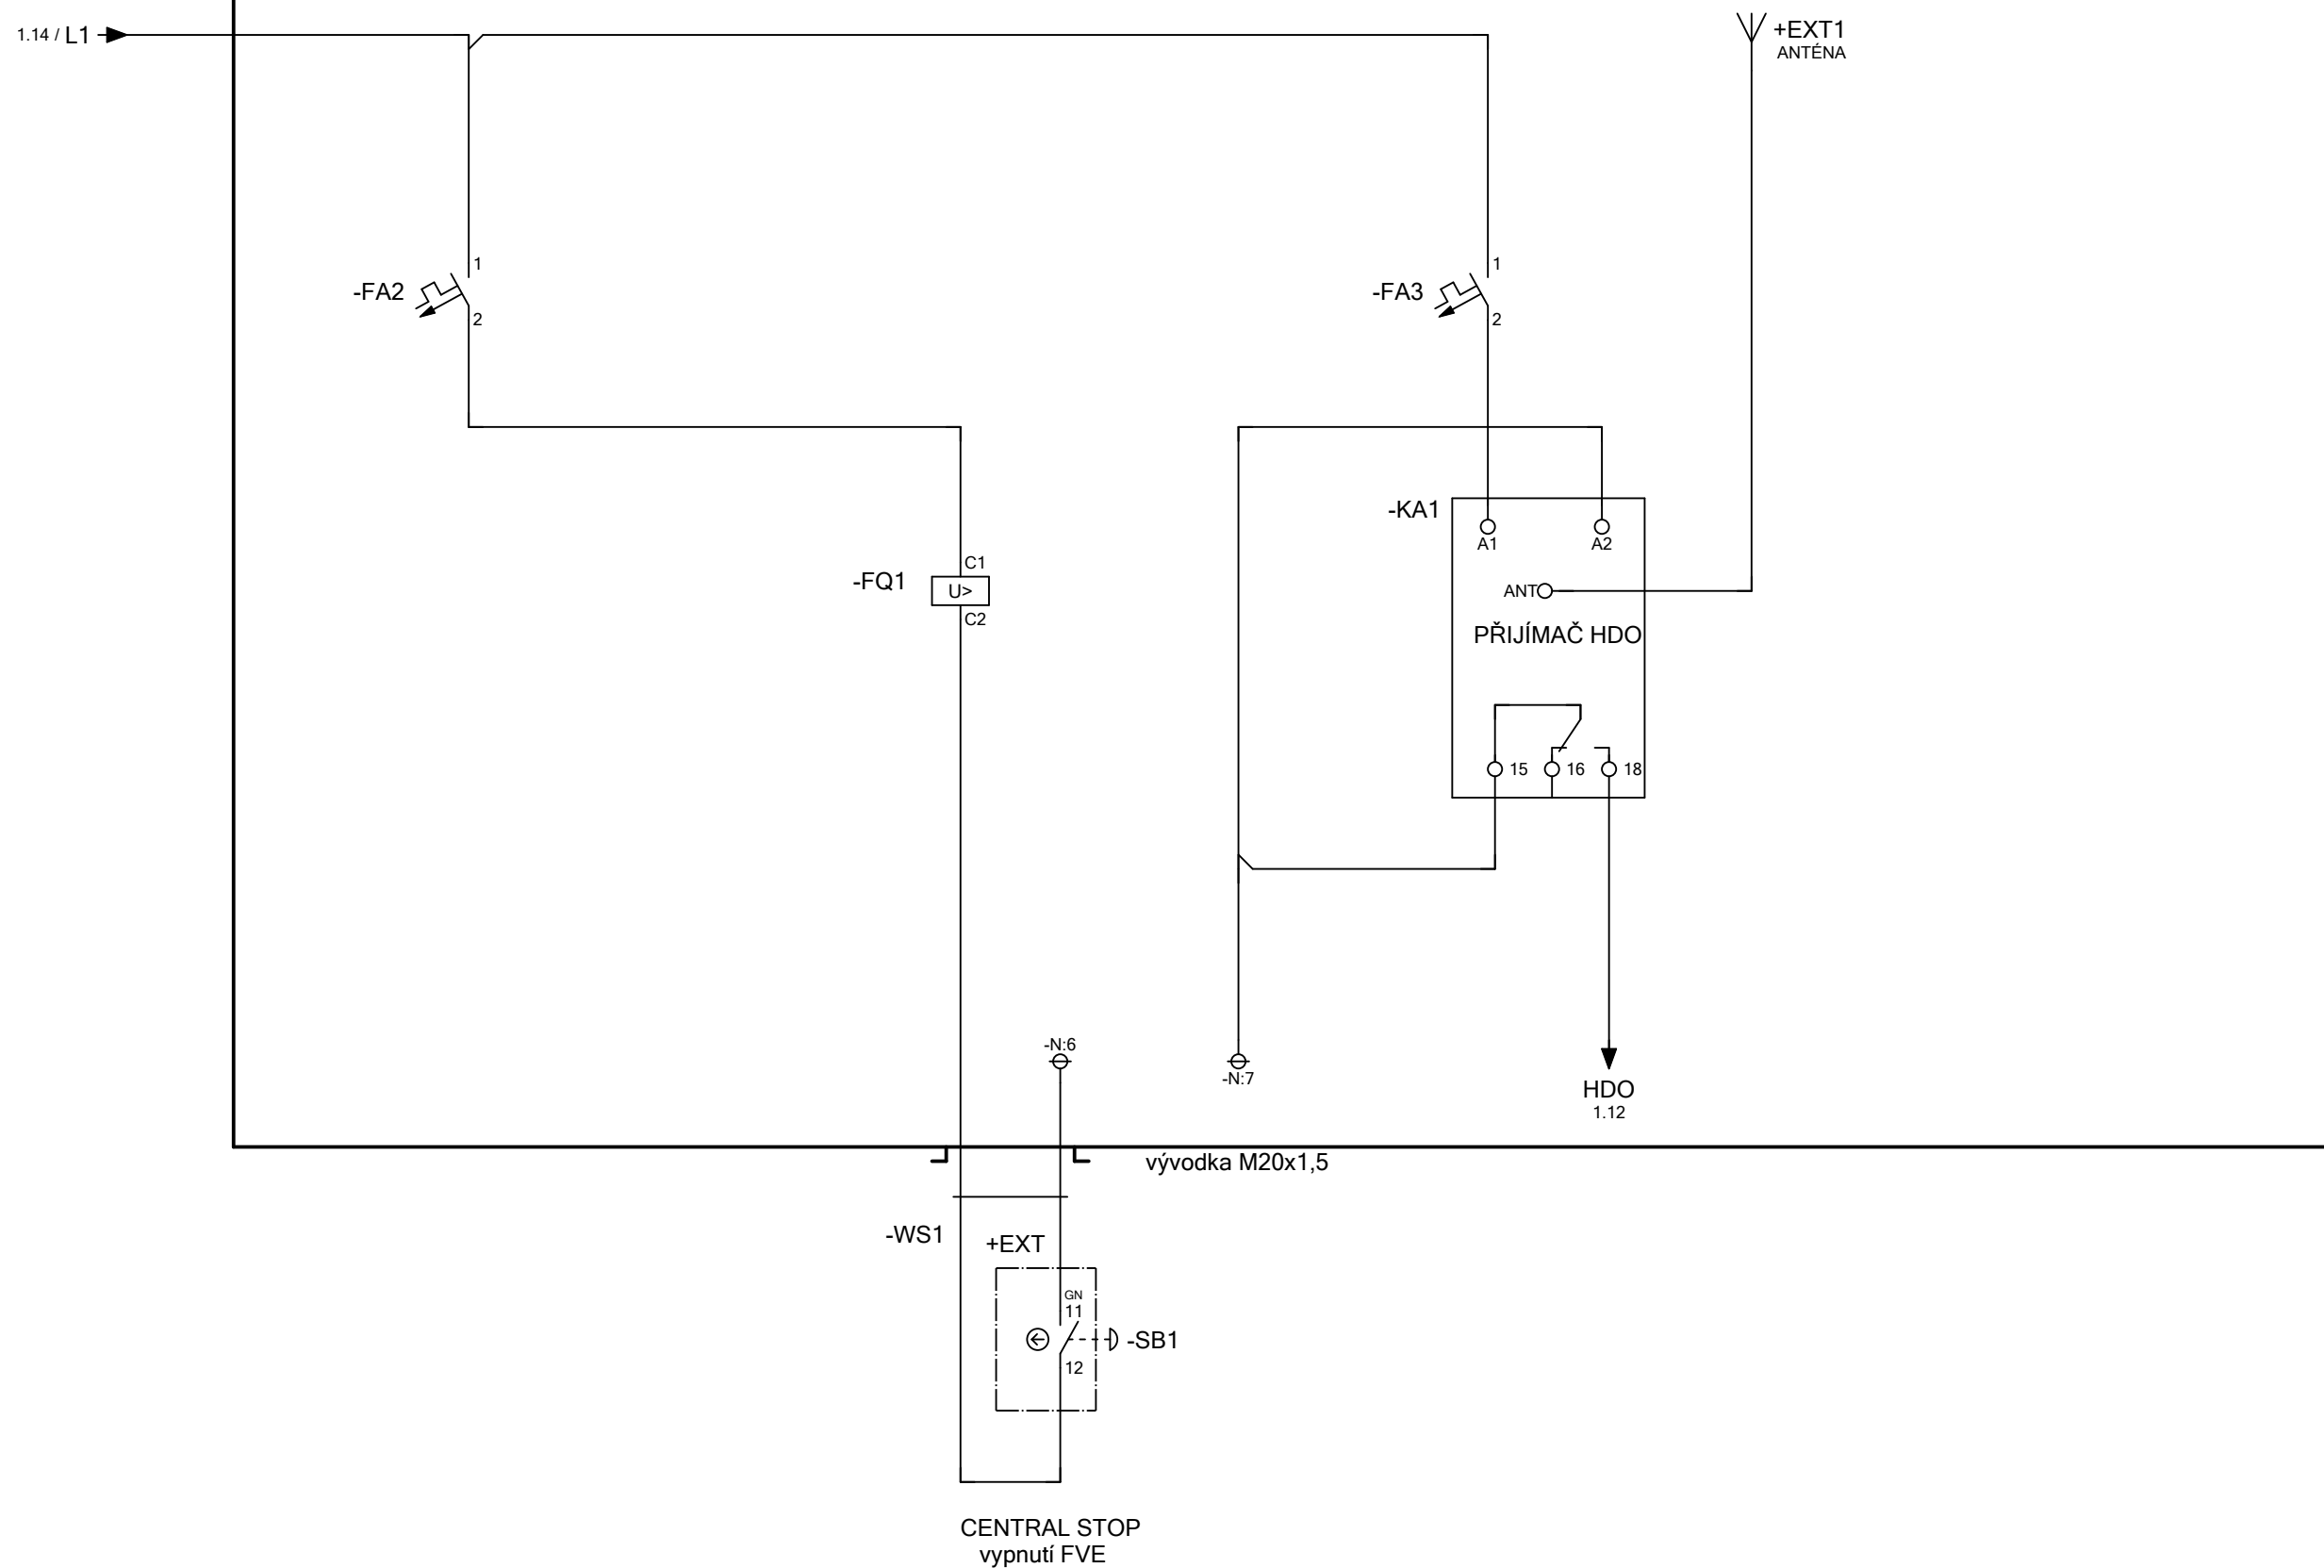 1.14 / L1
+EXT1
ANTÉNA
1
-FA2
2
1
-FA3
2
-KA1
A1
A2
C1
-FQ1
U>
C2
ANT
PŘIJÍMAČ HDO
15
16
18
-N:6
-N:7
HDO
1.12
vývodka M20x1,5
-WS1
+EXT
GN
11
-SB1
12
CENTRAL STOP
vypnutí FVE